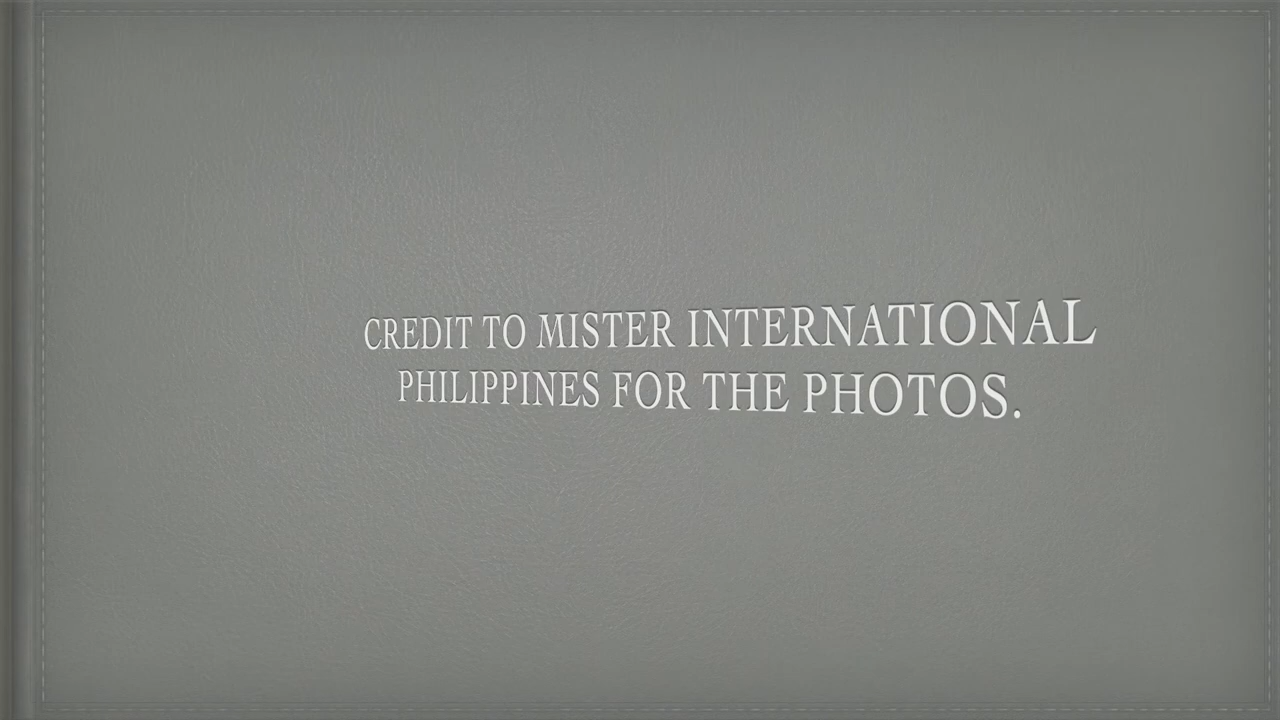 CREDIT TO MISTER INTERNATIONAL
PHILIPPINES FOR THE PHOTOS.